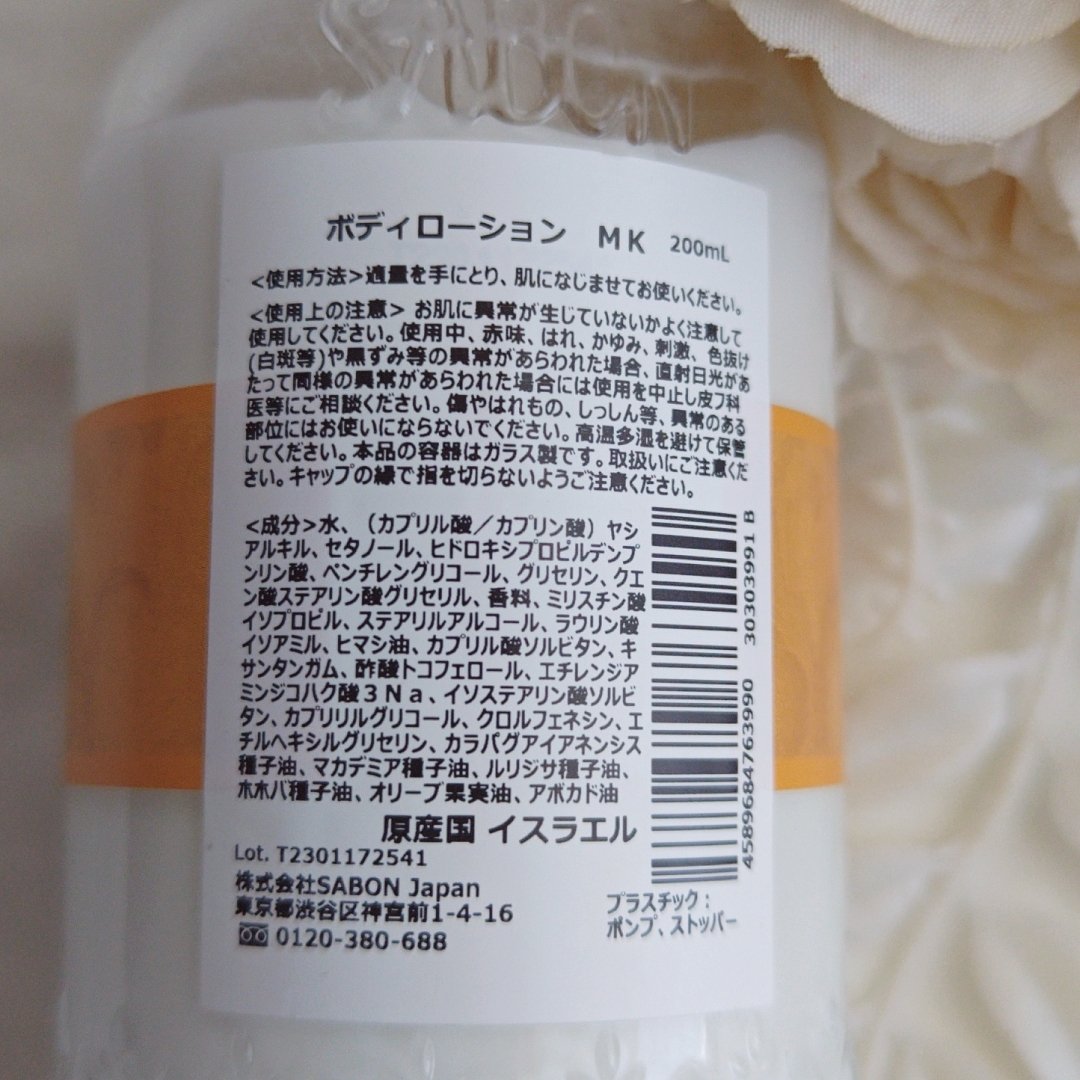 SABON
ボディローション MK 200mL
<使用方法>適量を手にとり、肌になじませてお使いください。
<使用上の注意> お肌に異常が生じていないかよく注意して
使用してください。使用中、赤味、はれ、かゆみ、刺激、色抜け
(白斑等)や黒ずみ等の異常があらわれた場合、直射日光があ
たって同様の異常があらわれた場合には使用を中止し皮フ科
医等にご相談ください。傷やはれもの、しっしん等、異常のある
部位にはお使いにならないでください。高温多湿を避けて保管
してください。本品の容器はガラス製です。取扱いにご注意くだ
さい。キャップの縁で指を切らないようご注意ください。
<成分>水、(カプリル酸/カプリン酸)ヤシ
アルキル、セタノール、ヒドロキシプロピルデンプ
ンリン酸、ペンチレングリコール、グリセリン、クエ
ン酸ステアリン酸グリセリル、香料、ミリスチン酸
イソプロピル、ステアリルアルコール、ラウリン酸
イソアミル、ヒマシ油、カプリル酸ソルビタン、キ
サンタンガム、酢酸トコフェロール、エチレンジア
ミンジコハク酸3Na、イソステアリン酸ソルビ
タン、カプリリルグリコール、クロルフェネシン、エ
チルヘキシルグリセリン、カラパグアイアネンシス
種子油、マカデミア種子油、ルリジサ種子油、
ホホバ種子油、オリーブ果実油、アボカド油
原産国 イスラエル
Lot. T2301172541
株式会社SABON Japan
東京都渋谷区神宮前1-4-16
0120-380-688
30303991 B
4589684763990
プラスチック:
ポンプ、ストッパー